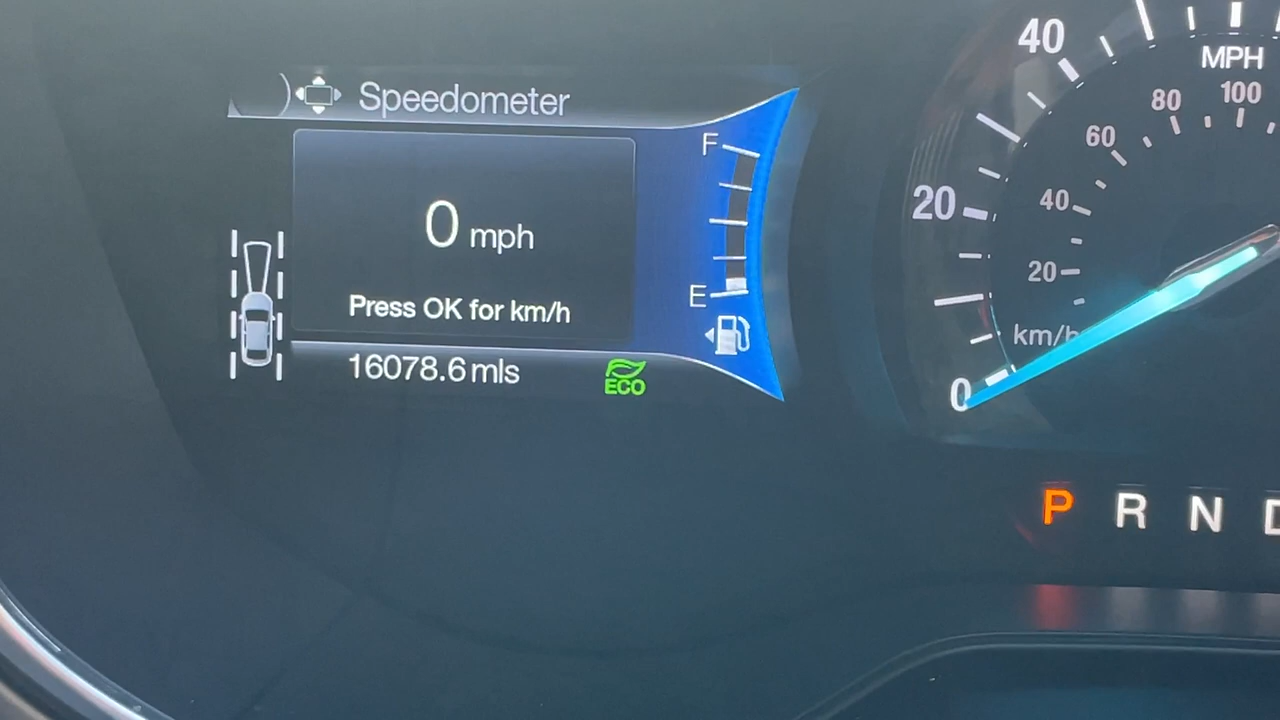 Speedometer
0 mph
Press OK for km/h
16078.6 mls
ECO
F
E
MPH
0
20
40
km/h
20
40
60
80
100
P R N D